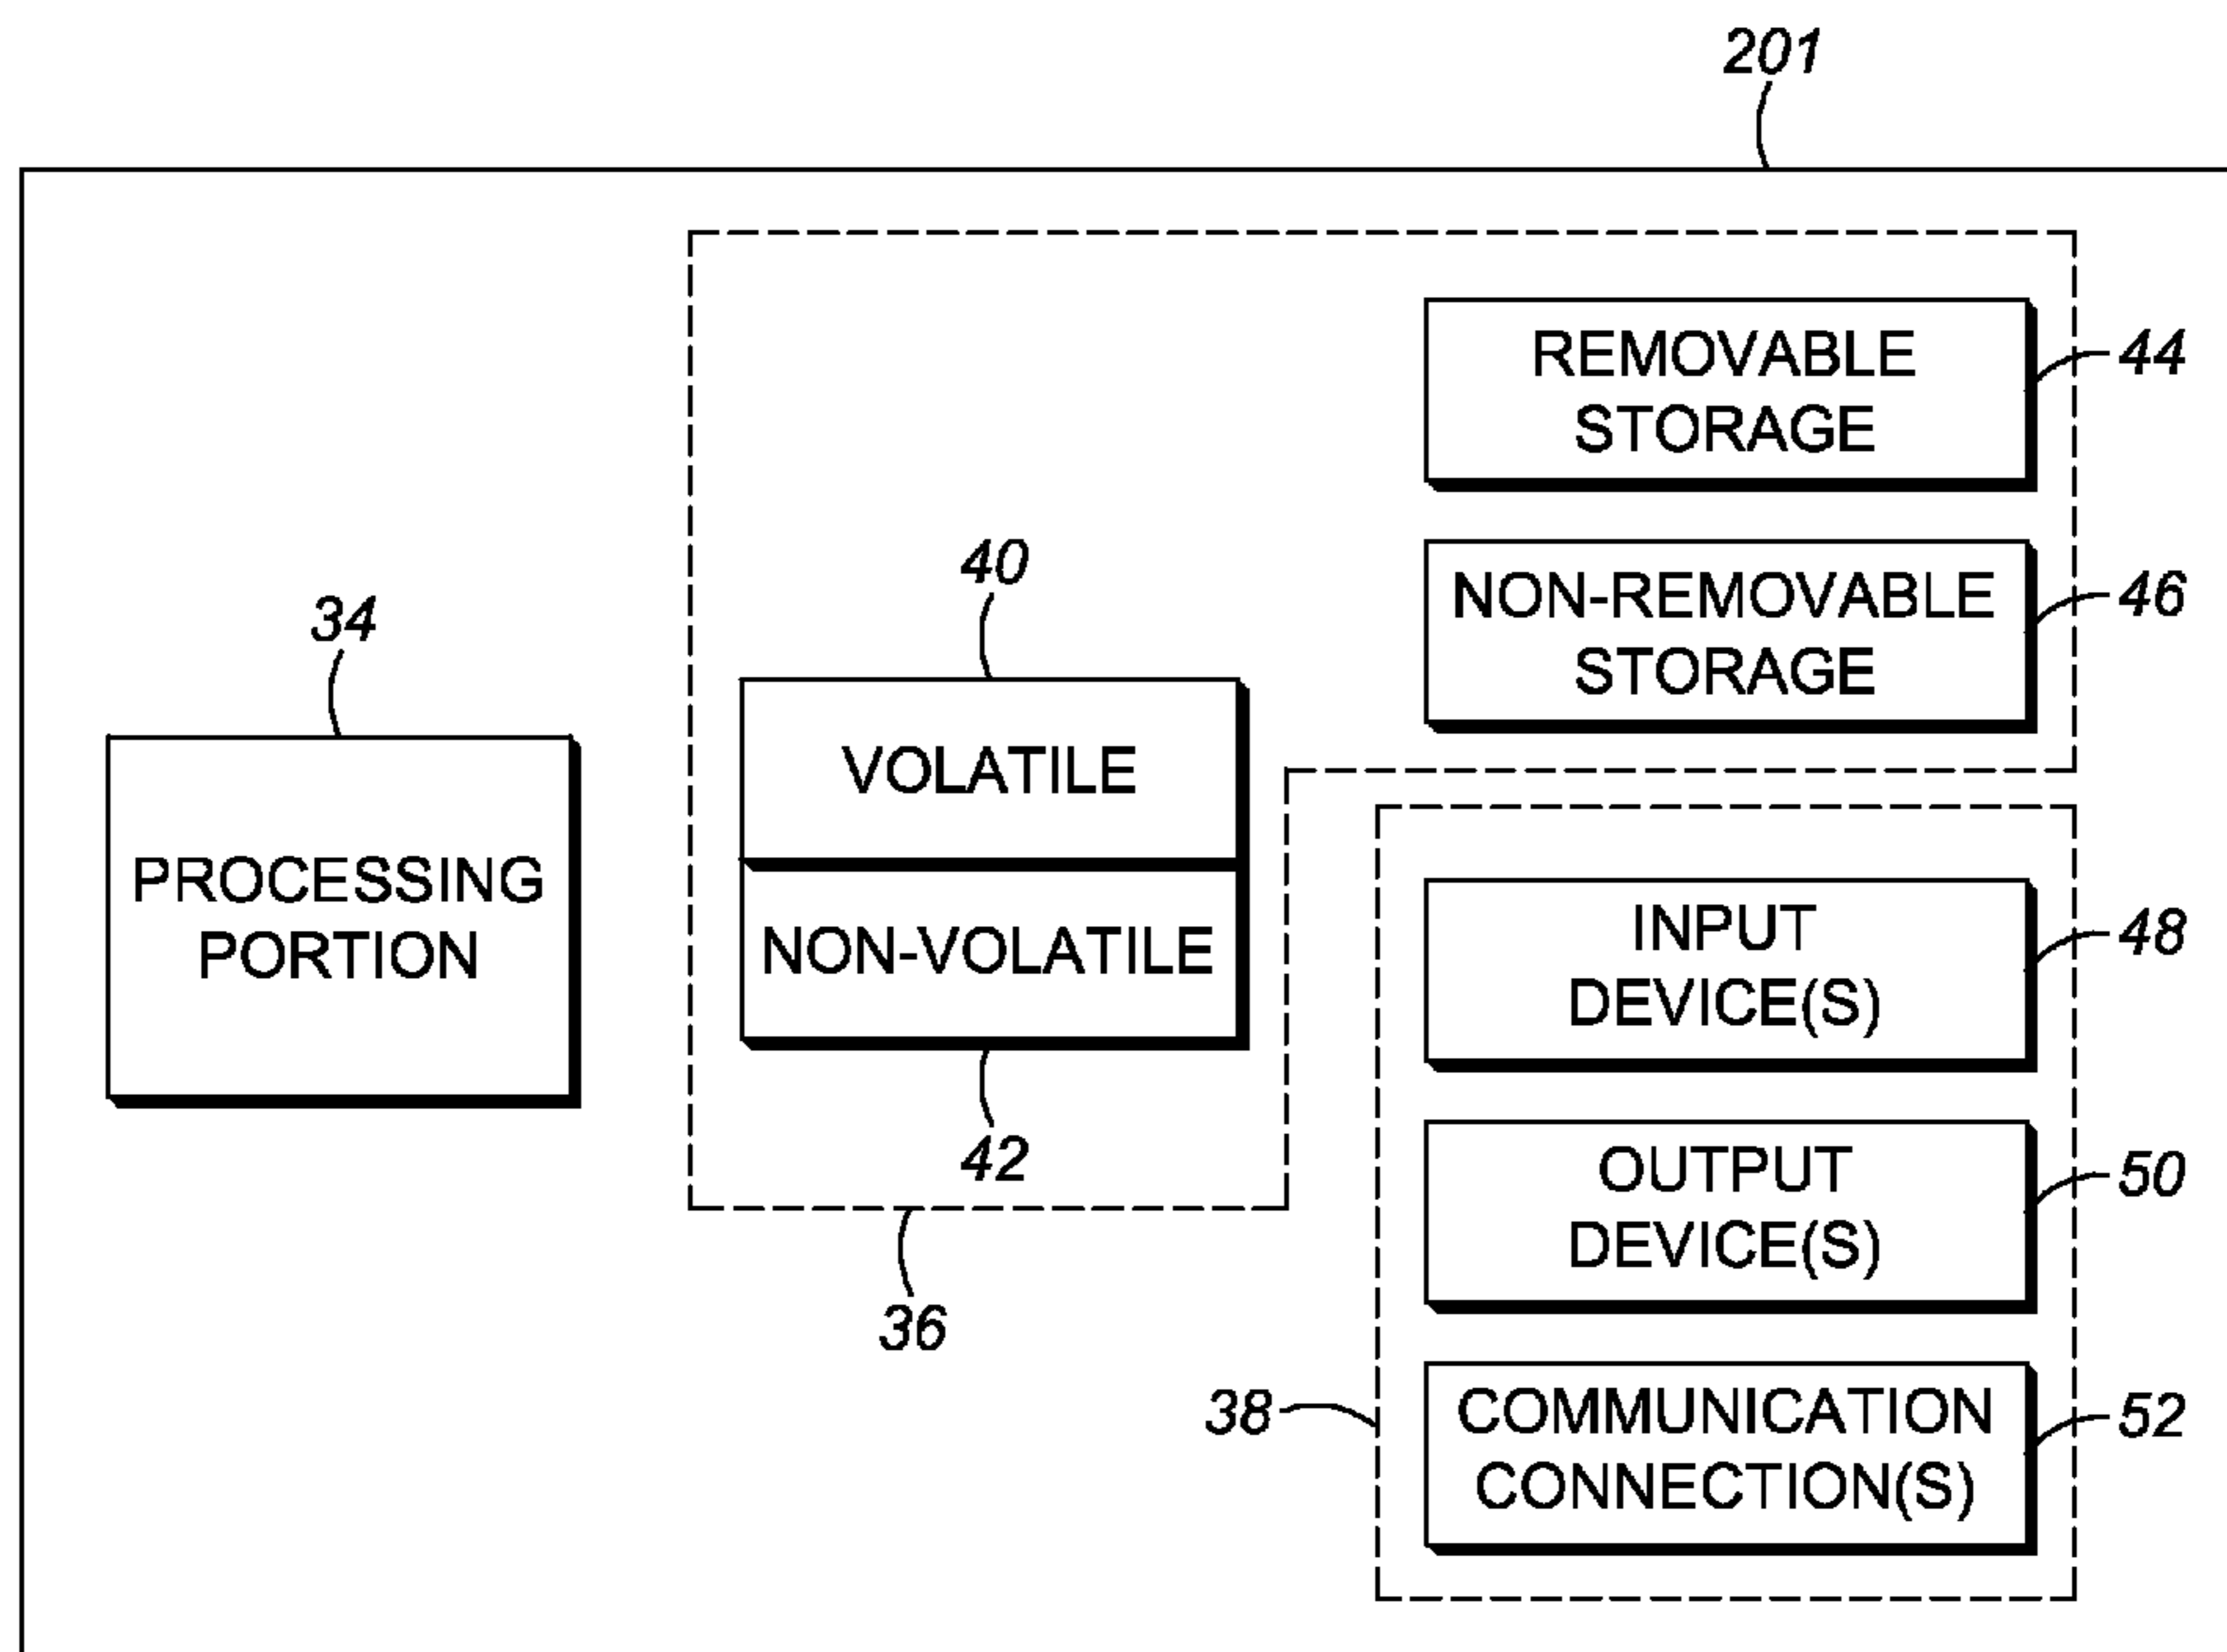 201
REMOVABLE
STORAGE
44
NON-REMOVABLE
STORAGE
46
40
VOLATILE
NON-VOLATILE
42
34
PROCESSING
PORTION
36
INPUT
DEVICE(S)
48
OUTPUT
DEVICE(S)
50
38
COMMUNICATION
CONNECTION(S)
52